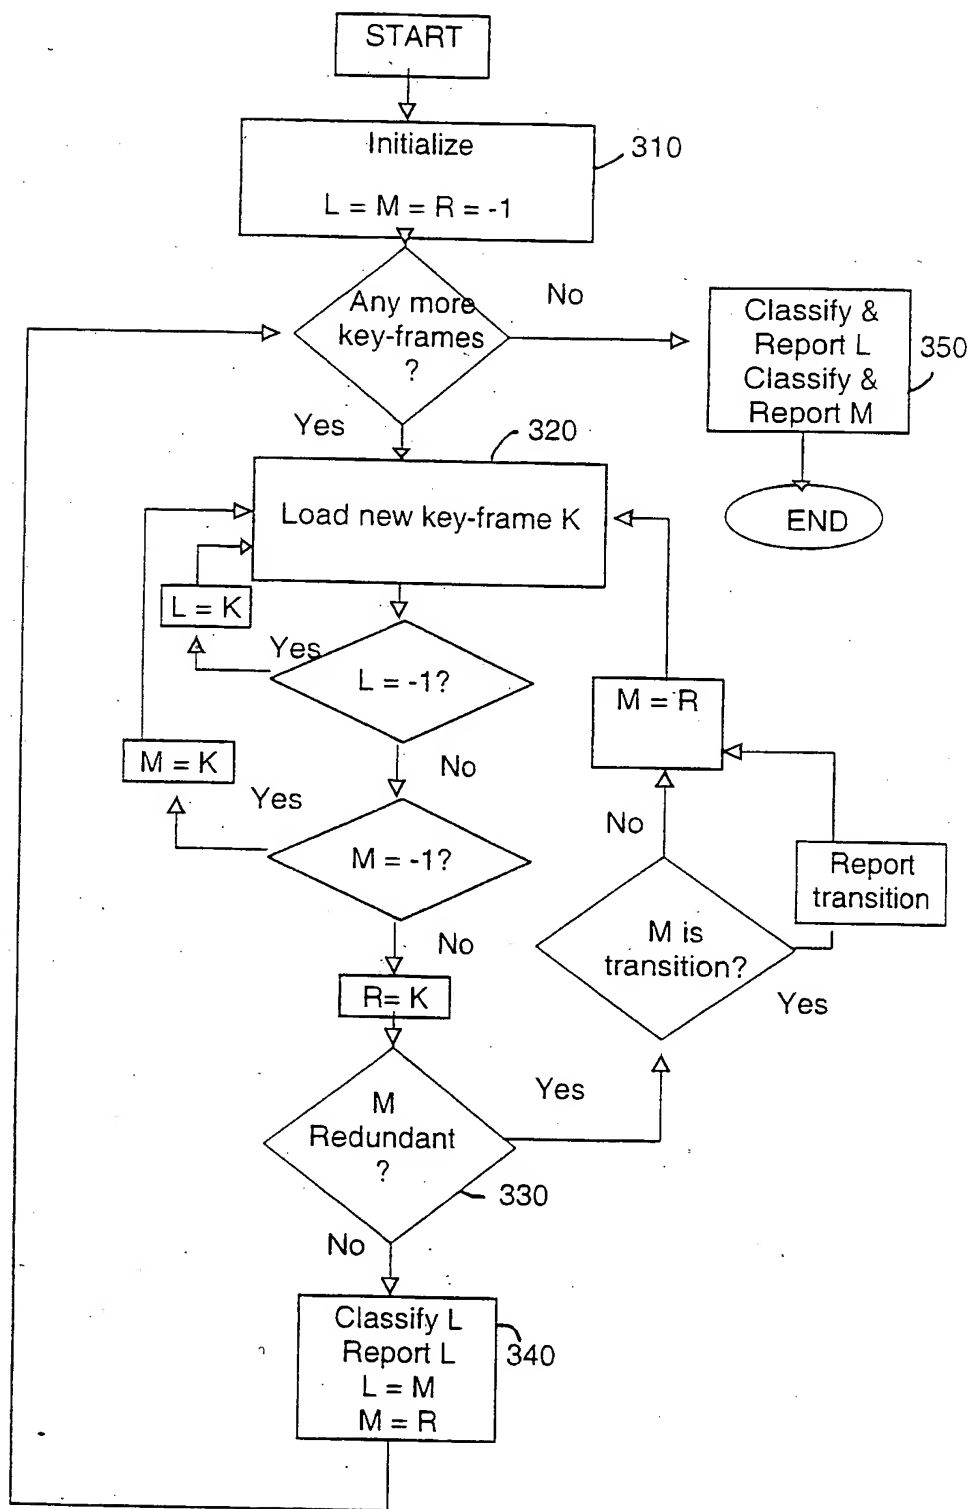 START
Initialize
310
L = M = R = -1
Any more
key-frames
?
No
Classify &
Report L
Classify &
Report M
350
Yes
320
Load new key-frame K
END
L = K
Yes
L = -1?
M = R
M = K
No
Yes
No
M = -1?
Report
transition
M is
transition?
No
Yes
R= K
Yes
M
Redundant
?
330
No
Classify L
Report L
L = M
M = R
340